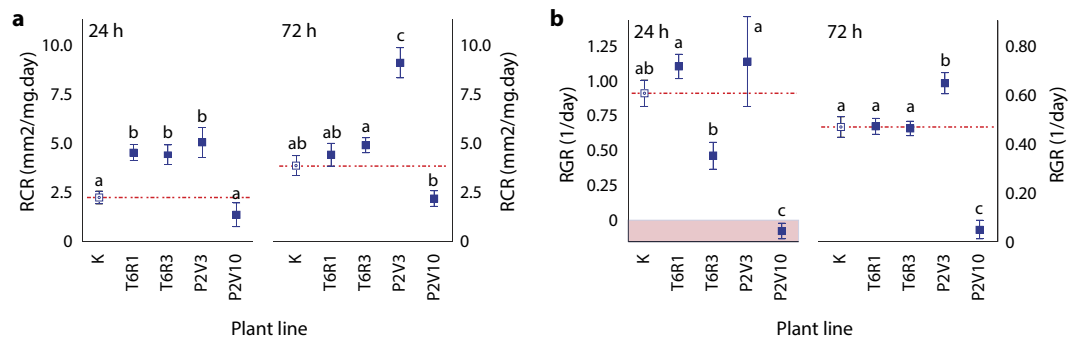 a
24 h
72 h
RCR (mm2/mg.day)
10.0
7.5
5.0
2.5
0
a
b
b
b
a
ab
ab
a
c
b
10.0
7.5
5.0
2.5
0
RCR (mm2/mg.day)
K
T6R1
T6R3
P2V3
P2V10
K
T6R1
T6R3
P2V3
P2V10
Plant line
b
24 h
72 h
RGR (1/day)
1.25
1.00
0.75
0.50
0.25
0
ab
a
b
a
c
a
a
a
b
c
0.80
0.60
0.40
0.20
0
RGR (1/day)
K
T6R1
T6R3
P2V3
P2V10
K
T6R1
T6R3
P2V3
P2V10
Plant line